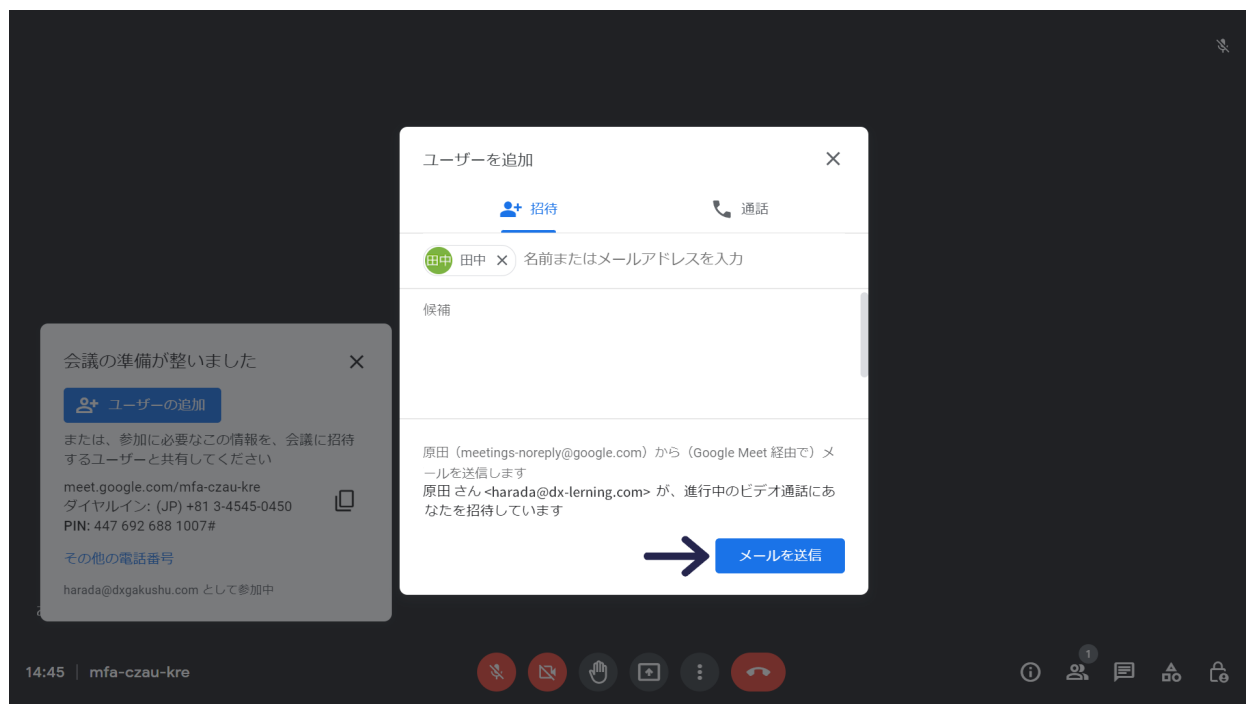 ユーザーを追加
招待
通話
田中 田中 名前またはメールアドレスを入力
候補
原田（meetings-noreply@google.com）から（Google Meet 経由で）メ
ールを送信します
原田 さん <harada@dx-lerning.com> が、進行中のビデオ通話にあ
なたを招待しています
メールを送信
会議の準備が整いました
ユーザーの追加
または、参加に必要なこの情報を、会議に招待
するユーザーと共有してください
meet.google.com/mfa-czau-kre
ダイヤルイン: (JP) +81 3-4545-0450
PIN: 447 692 688 1007#
その他の電話番号
harada@dxgakushu.com として参加中
14:45 | mfa-czau-kre
1